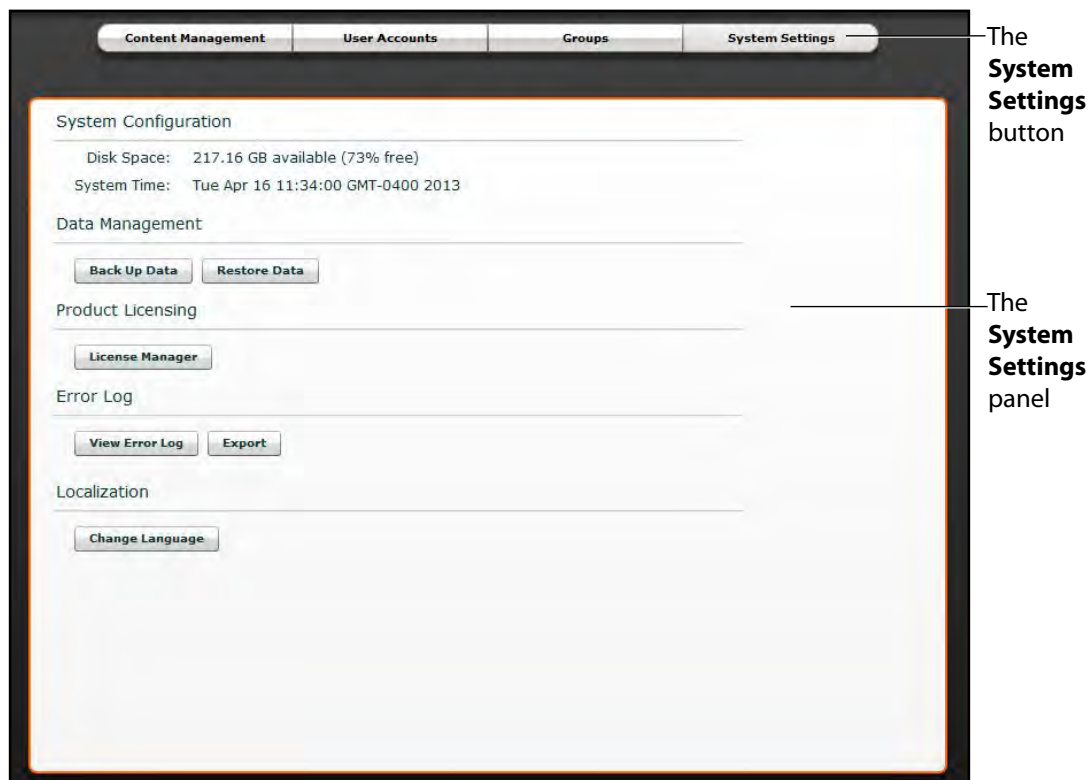 Content Management
User Accounts
Groups
System Settings
The
System
Settings
button
System Configuration
Disk Space: 217.16 GB available (73% free)
System Time: Tue Apr 16 11:34:00 GMT-0400 2013
Data Management
Back Up Data
Restore Data
Product Licensing
The
System
Settings
panel
License Manager
Error Log
View Error Log
Export
Localization
Change Language